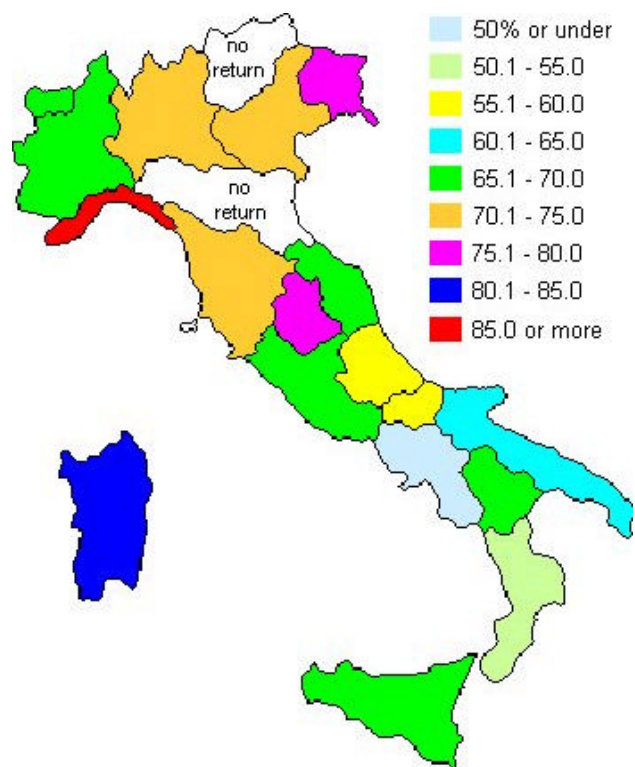 no
return
no
return
50% or under
50.1 - 55.0
55.1 - 60.0
60.1 - 65.0
65.1 - 70.0
70.1 - 75.0
75.1 - 80.0
80.1 - 85.0
85.0 or more